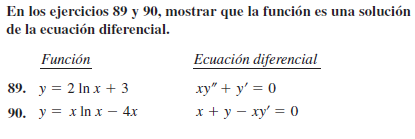 En los ejercicios 89 y 90, mostrar que la función es una solución
de la ecuación diferencial.
Función Ecuación diferencial
89. y = 2 ln x + 3 xy″ + y′ = 0
90. y = x ln x − 4x x + y − xy′ = 0